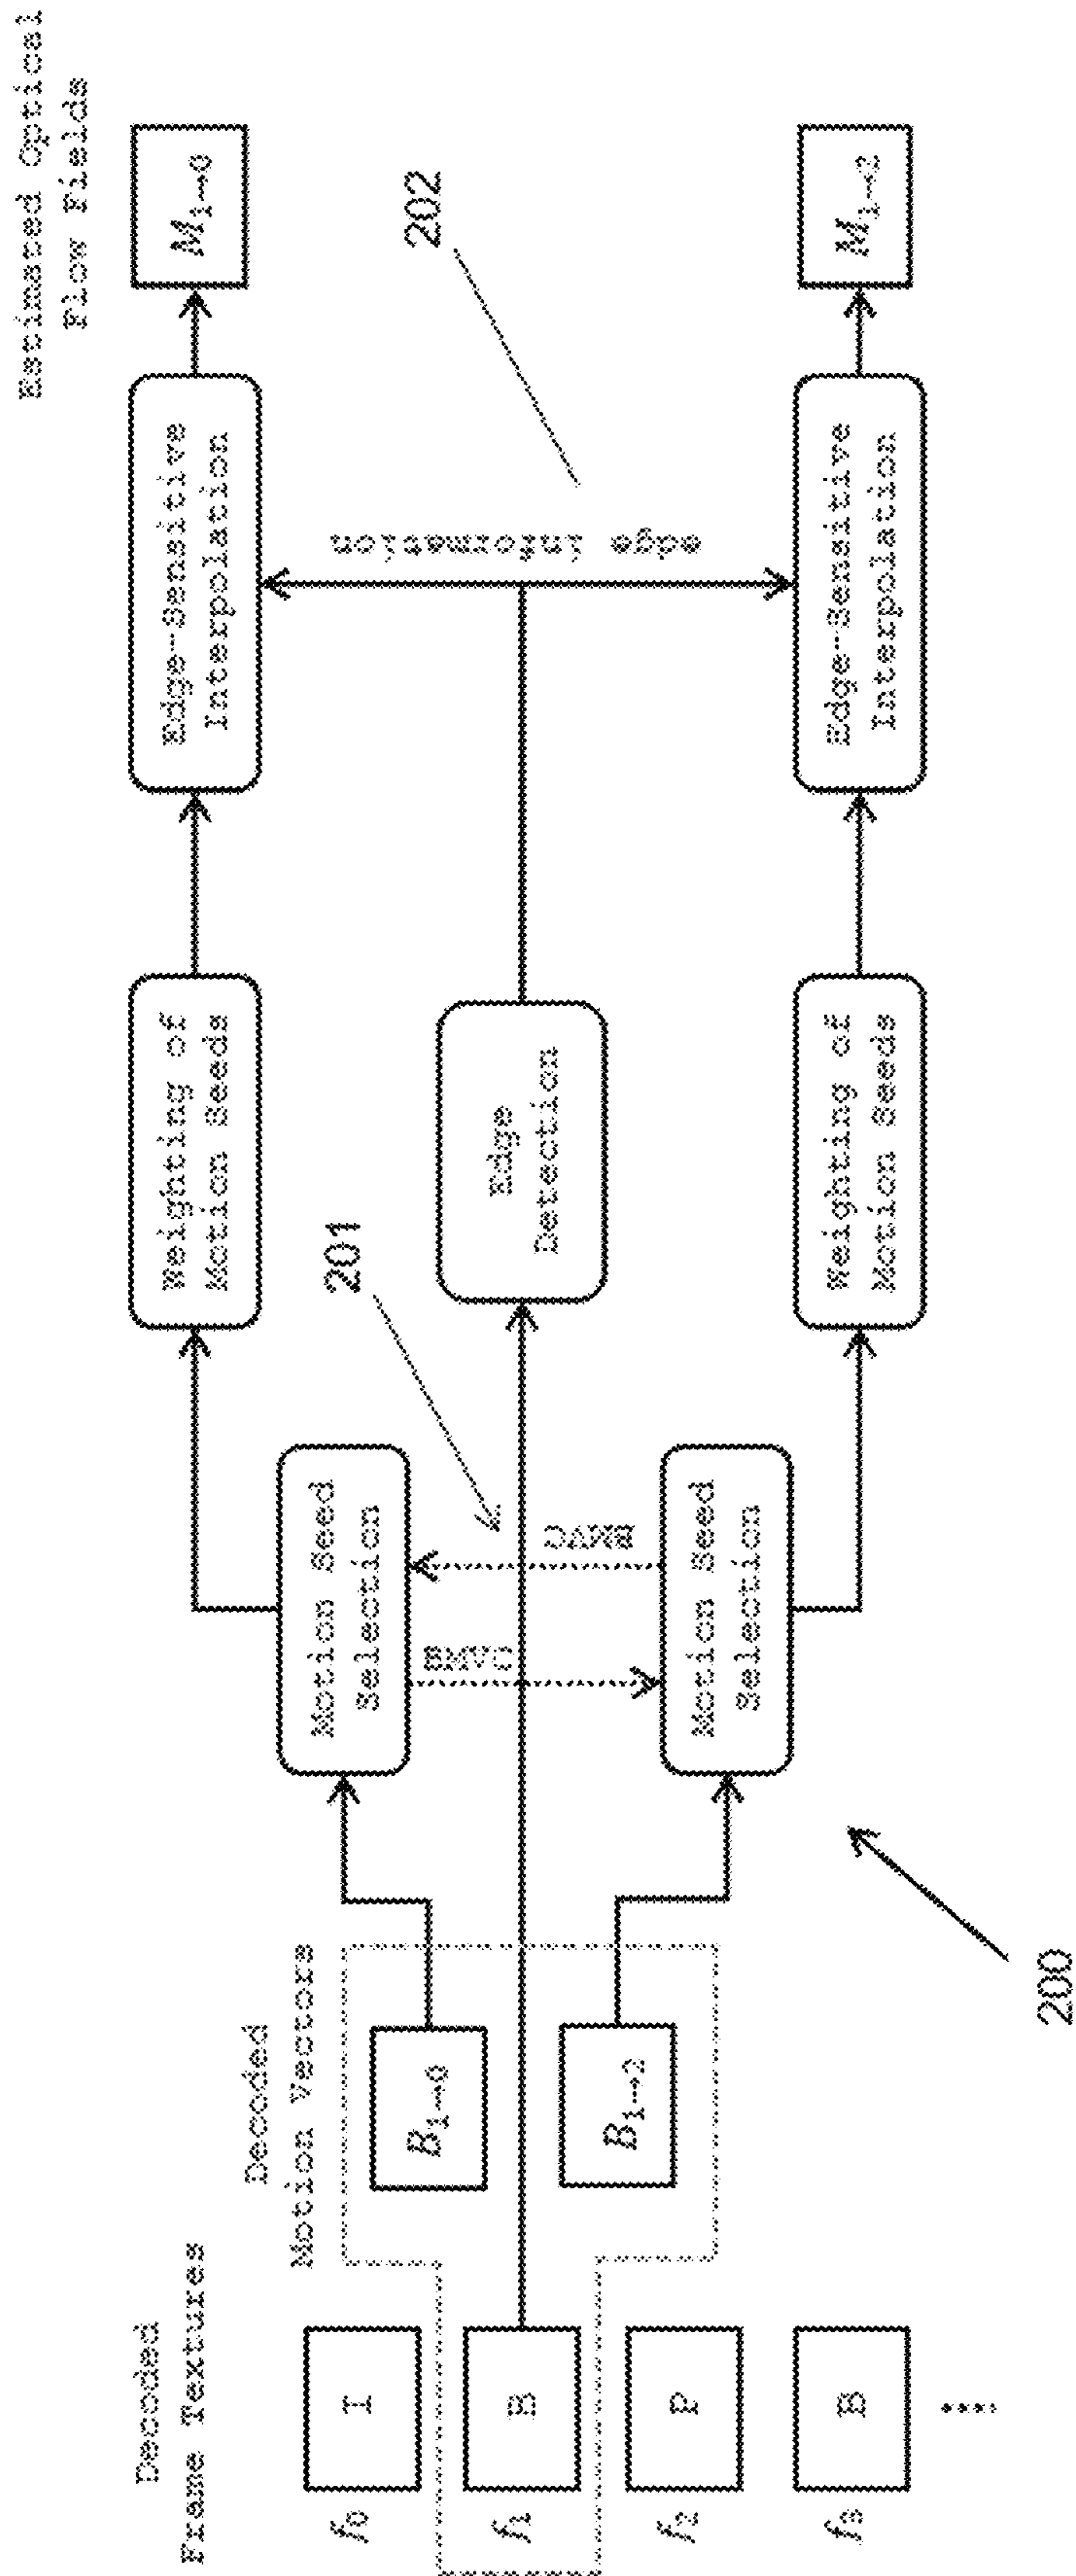 Decoded
Frame Textures
f0
I
f1
B
f2
P
f3
B
Decoded
Motion Vectors
B1→0
B1→2
Motion Seed
Selection
BMVC
BMVC
Motion Seed
Selection
201
200
Weighting of
Motion Seeds
Edge
Detection
Weighting of
Motion Seeds
Edge-Sensitive
Interpolation
edge information
202
Edge-Sensitive
Interpolation
Estimated Optical
Flow Fields
M1→0
M1→2